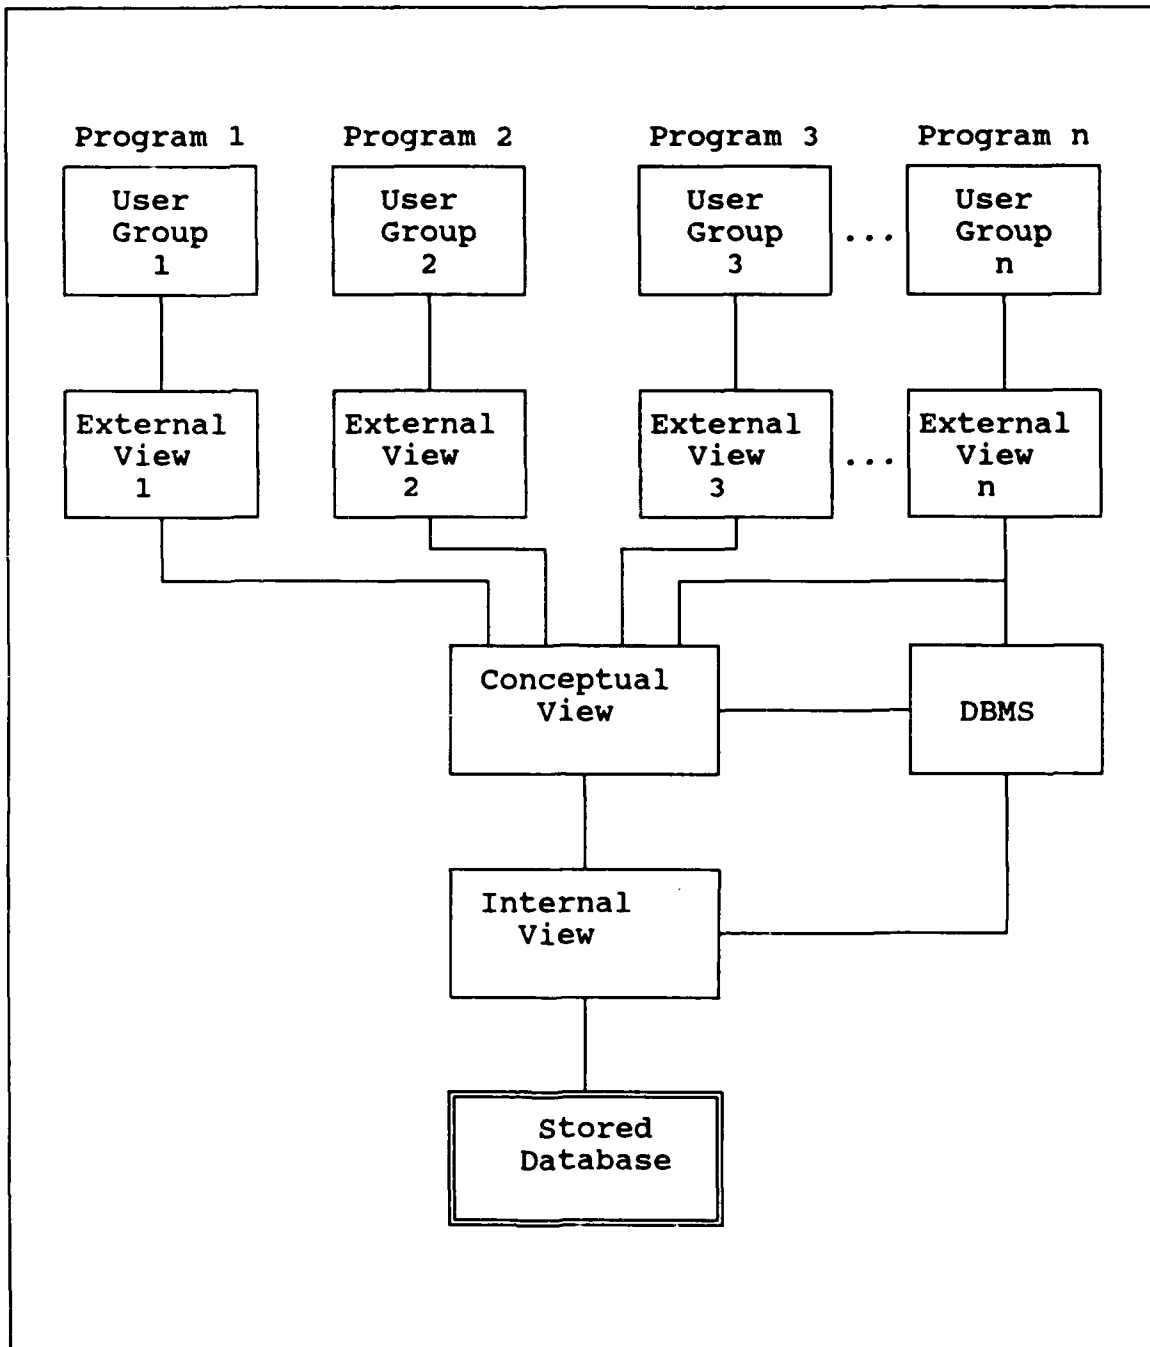 Program 1
Program 2
Program 3
Program n
User
Group
1
User
Group
2
User
Group
3
...
User
Group
n
External
View
1
External
View
2
External
View
3
...
External
View
n
Conceptual
View
DBMS
Internal
View
Stored
Database